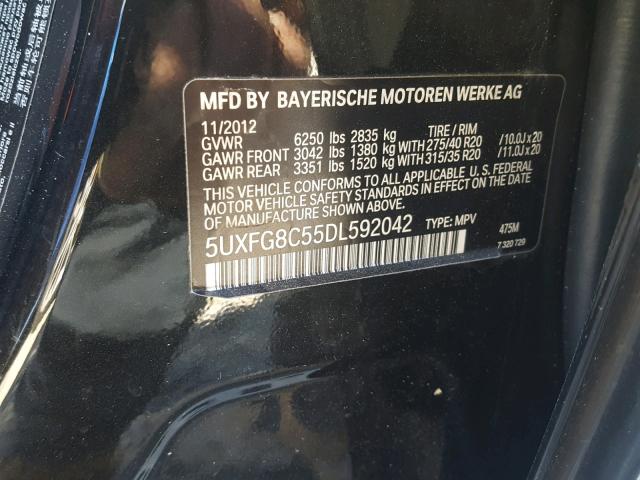 MFD BY BAYERISCHE MOTOREN WERKE AG
11/2012 TIRE / RIM
GVWR 6250 lbs 2835 kg
GAWR FRONT 3042 lbs 1380 kg WITH 275/40 R20 /10.0J x 20
GAWR REAR 3351 lbs 1520 kg WITH 315/35 R20 /11.0J x 20
THIS VEHICLE CONFORMS TO ALL APPLICABLE U. S. FEDERAL
MOTOR VEHICLE SAFETY STANDARDS IN EFFECT ON THE
DATE OF MANUFACTURE SHOWN ABOVE.
5UXFG8C55DL592042 TYPE: MPV 475M
7 320 729